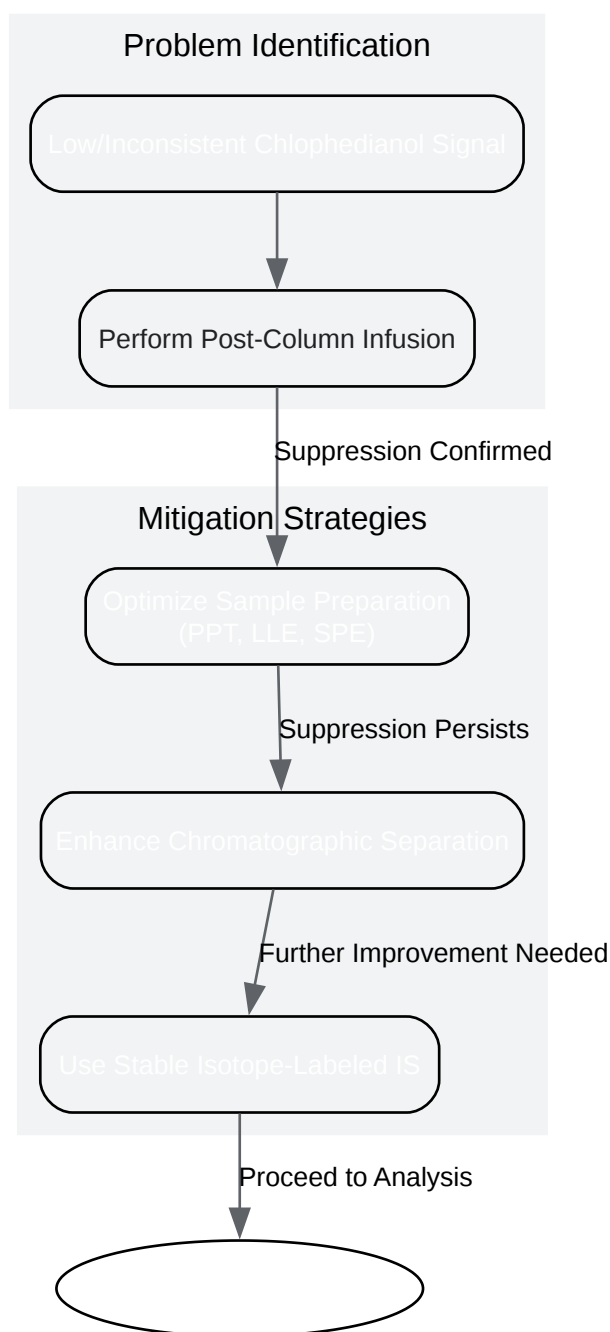 Problem Identification
Low/Inconsistent Chlophedianol Signal
Perform Post-Column Infusion
Suppression Confirmed
Mitigation Strategies
Optimize Sample Preparation
(PPT, LLE, SPE)
Suppression Persists
Enhance Chromatographic Separation
Further Improvement Needed
Use Stable Isotope-Labeled IS
Proceed to Analysis